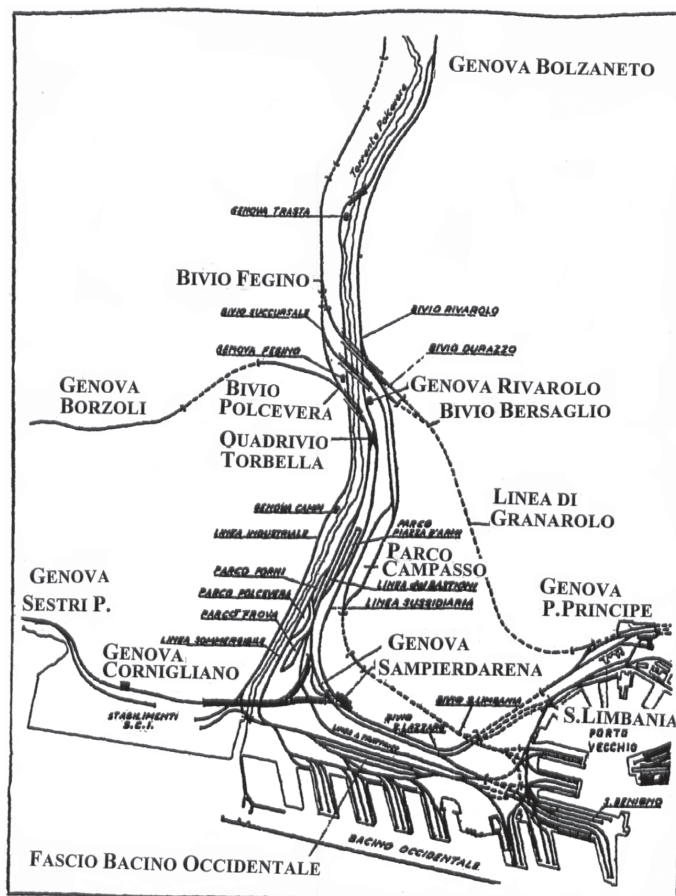 GENOVA BOLZANETO
Torrente Polcevera
GENOVA TRASTA
BIVIO FEGINO
BIVIO SUCCURSALE
BIVIO RIVAROLO
GENOVA FEGINO
BIVIO DURAZZO
GENOVA
BORZOLI
BIVIO
POLCEVERA
GENOVA RIVAROLO
BIVIO BERSAGLIO
QUADRIVIO
TORBELLA
LINEA DI
GRANAROLO
GENOVA CAMPI
LINEA INDUSTRIALE
PARCO
PIAZZA D'ARMI
PARCO
CAMPASSO
GENOVA
SESTRI P.
PARCO FORNI
LINEA DEI BASTIONI
GENOVA
P.PRINCIPE
PARCO POLCEVERA
LINEA SUSSIDIARIA
PARCO TROVA
LINEA SOMMERGIBILE
GENOVA
SAMPIERDARENA
GENOVA
CORNIGLIANO
BIVIO S.LIMBANIA
S.LIMBANIA
STABILIMENTI
S.C.I.
BIVIO
S.LAZZARO
PORTO
VECCHIO
S. BENIGNO
BACINO OCCIDENTALE
FASCIO BACINO OCCIDENTALE